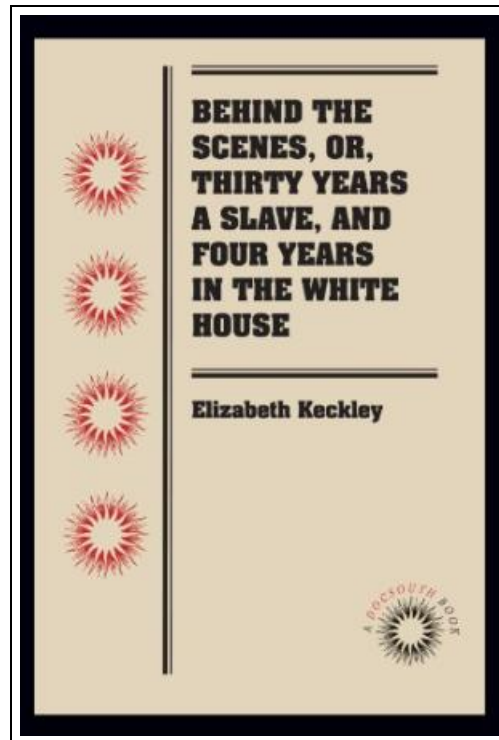 BEHIND THE
SCENES, OR,
THIRTY YEARS
A SLAVE, AND
FOUR YEARS
IN THE WHITE
HOUSE
Elizabeth Keckley
A DOCSOUTH BOOK